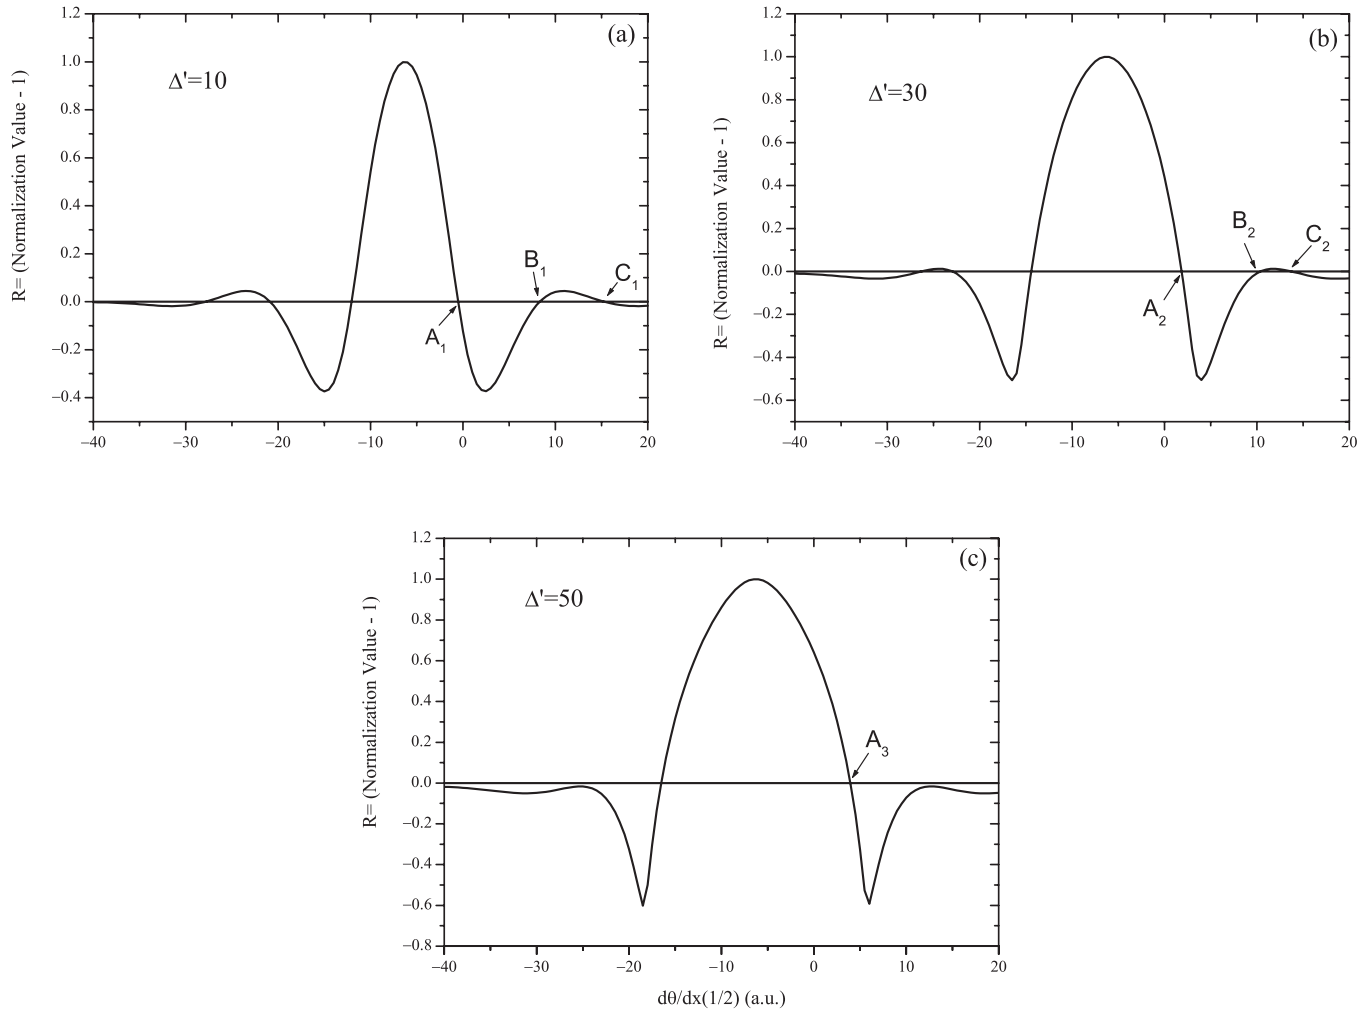 (a)
Δ'=10
R= (Normalization Value - 1)
1.2
1.0
0.8
0.6
0.4
0.2
0.0
−0.2
−0.4
A1
B1
C1
−40 −30 −20 −10 0 10 20
(b)
Δ'=30
R= (Normalization Value - 1)
1.2
1.0
0.8
0.6
0.4
0.2
0.0
−0.2
−0.4
−0.6
A2
B2
C2
−40 −30 −20 −10 0 10 20
(c)
Δ'=50
R= (Normalization Value - 1)
1.2
1.0
0.8
0.6
0.4
0.2
0.0
−0.2
−0.4
−0.6
−0.8
A3
−40 −30 −20 −10 0 10 20
dθ/dx(1/2) (a.u.)